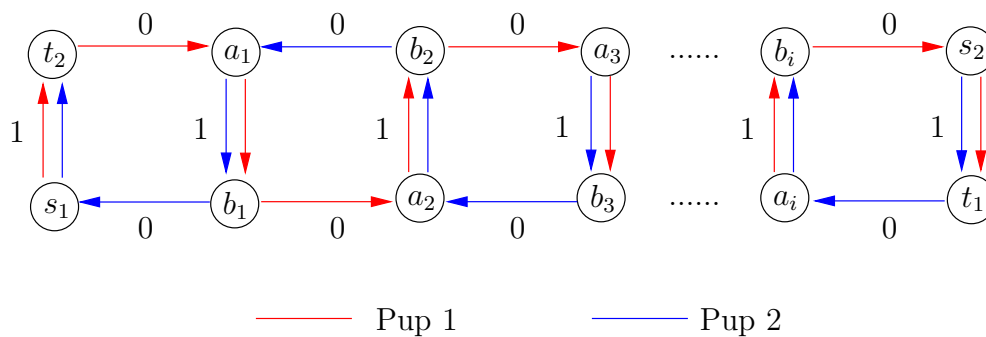 0 0 0 0
t₂ a₁ b₂ a₃ ...... bᵢ s₂
1 1 1 1 1 1
s₁ b₁ a₂ b₃ ...... aᵢ t₁
0 0 0 0
Pup 1 Pup 2